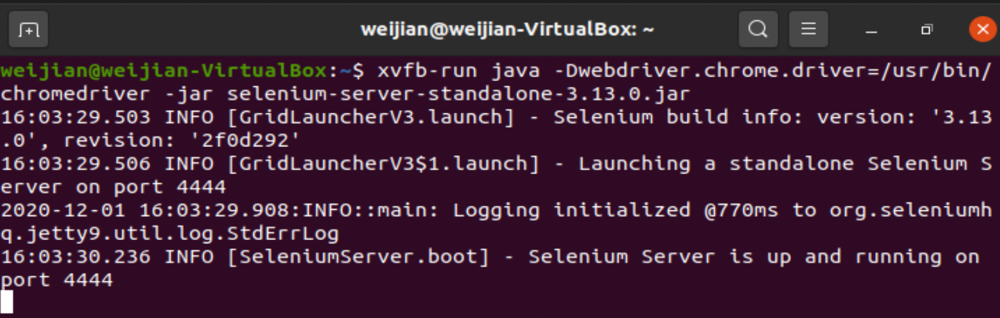 weijian@weijian-VirtualBox: ~
weijian@weijian-VirtualBox:~$ xvfb-run java -Dwebdriver.chrome.driver=/usr/bin/
chromedriver -jar selenium-server-standalone-3.13.0.jar
16:03:29.503 INFO [GridLauncherV3.launch] - Selenium build info: version: '3.13
.0', revision: '2f0d292'
16:03:29.506 INFO [GridLauncherV3$1.launch] - Launching a standalone Selenium S
erver on port 4444
2020-12-01 16:03:29.908:INFO::main: Logging initialized @770ms to org.seleniumh
q.jetty9.util.log.StdErrLog
16:03:30.236 INFO [SeleniumServer.boot] - Selenium Server is up and running on
port 4444